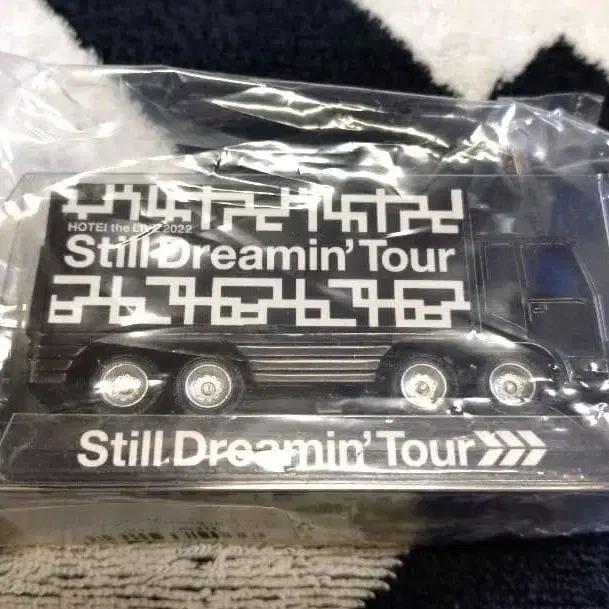 HOTEI the LIVE 2022
Still Dreamin' Tour
Still Dreamin' Tour